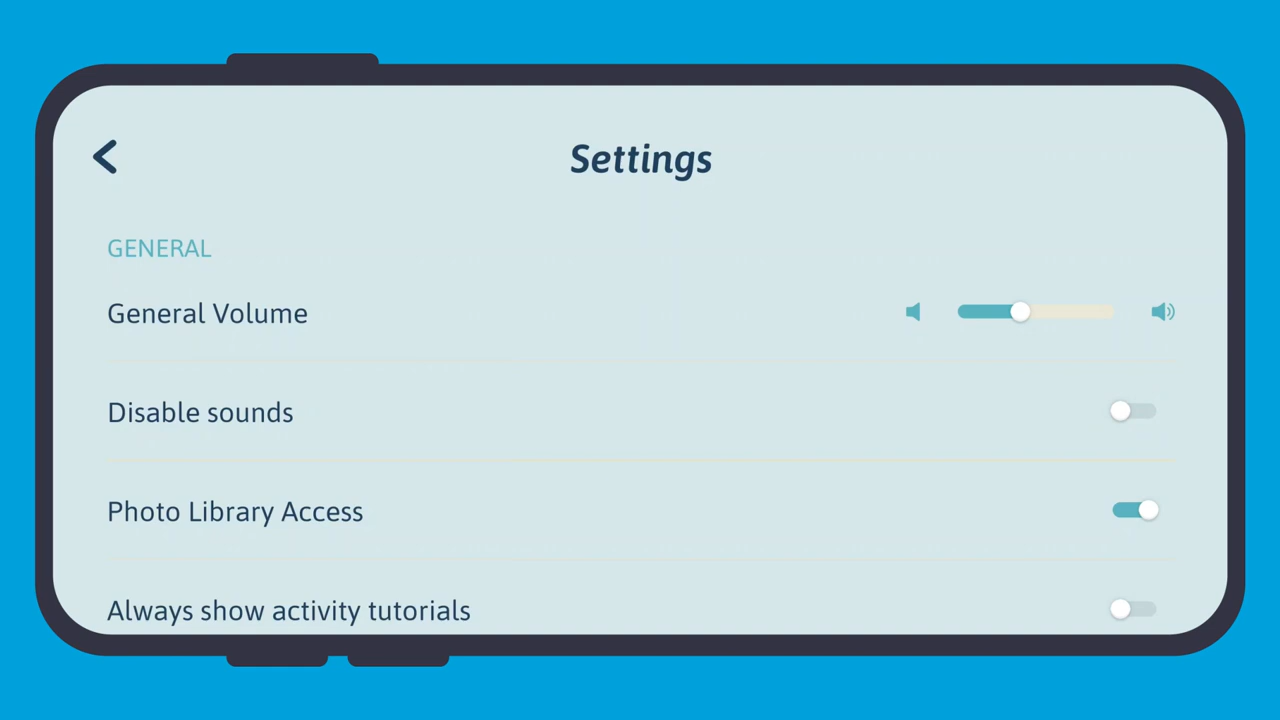 Settings
GENERAL
General Volume
Disable sounds
Photo Library Access
Always show activity tutorials